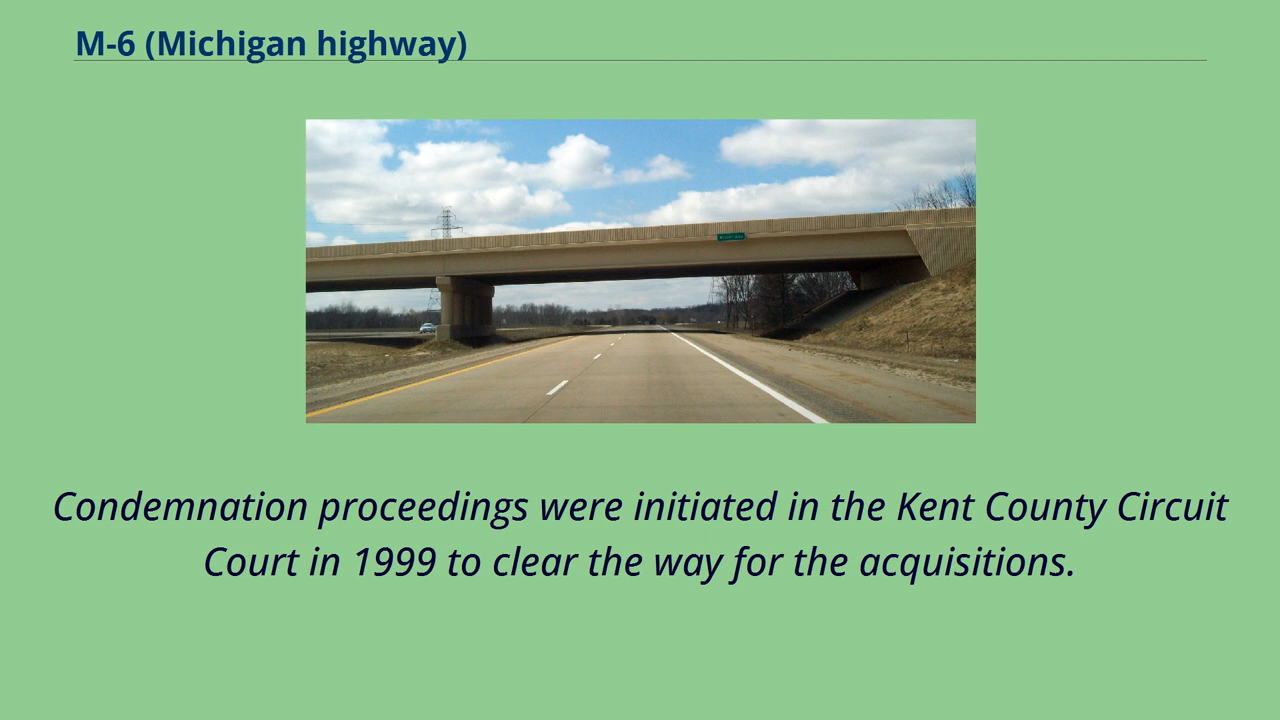 M-6 (Michigan highway)
Condemnation proceedings were initiated in the Kent County Circuit
Court in 1999 to clear the way for the acquisitions.